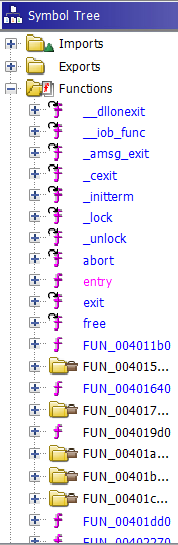 Symbol Tree
Imports
Exports
Functions
__dllonexit
__iob_func
_amsg_exit
_cexit
_initterm
_lock
_unlock
abort
entry
exit
free
FUN_004011b0
FUN_004015...
FUN_00401640
FUN_004017...
FUN_004019d0
FUN_00401a...
FUN_00401b...
FUN_00401c...
FUN_00401dd0
FUN_00402270